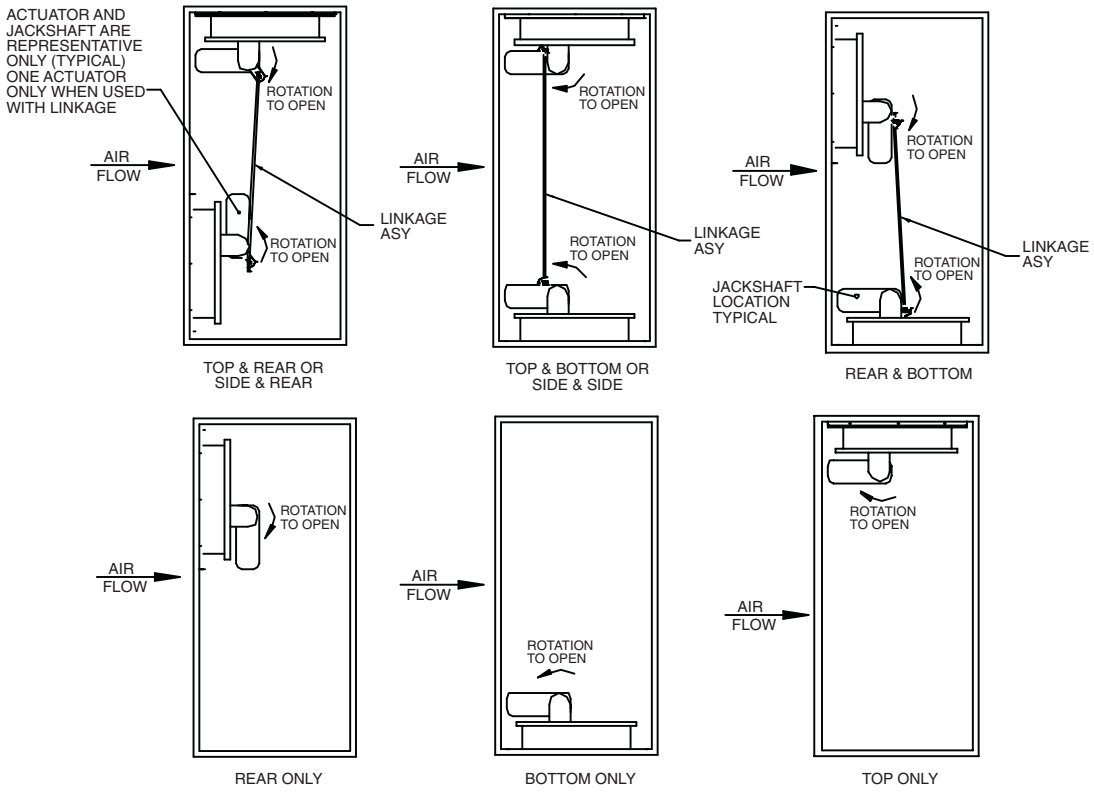 ACTUATOR AND
JACKSHAFT ARE
REPRESENTATIVE
ONLY (TYPICAL)
ONE ACTUATOR
ONLY WHEN USED
WITH LINKAGE
ROTATION
TO OPEN
AIR
FLOW
LINKAGE
ASY
ROTATION
TO OPEN
TOP & REAR OR
SIDE & REAR
ROTATION
TO OPEN
AIR
FLOW
LINKAGE
ASY
ROTATION
TO OPEN
TOP & BOTTOM OR
SIDE & SIDE
ROTATION
TO OPEN
AIR
FLOW
LINKAGE
ASY
ROTATION
TO OPEN
JACKSHAFT
LOCATION
TYPICAL
REAR & BOTTOM
ROTATION
TO OPEN
AIR
FLOW
REAR ONLY
AIR
FLOW
ROTATION
TO OPEN
BOTTOM ONLY
ROTATION
TO OPEN
AIR
FLOW
TOP ONLY